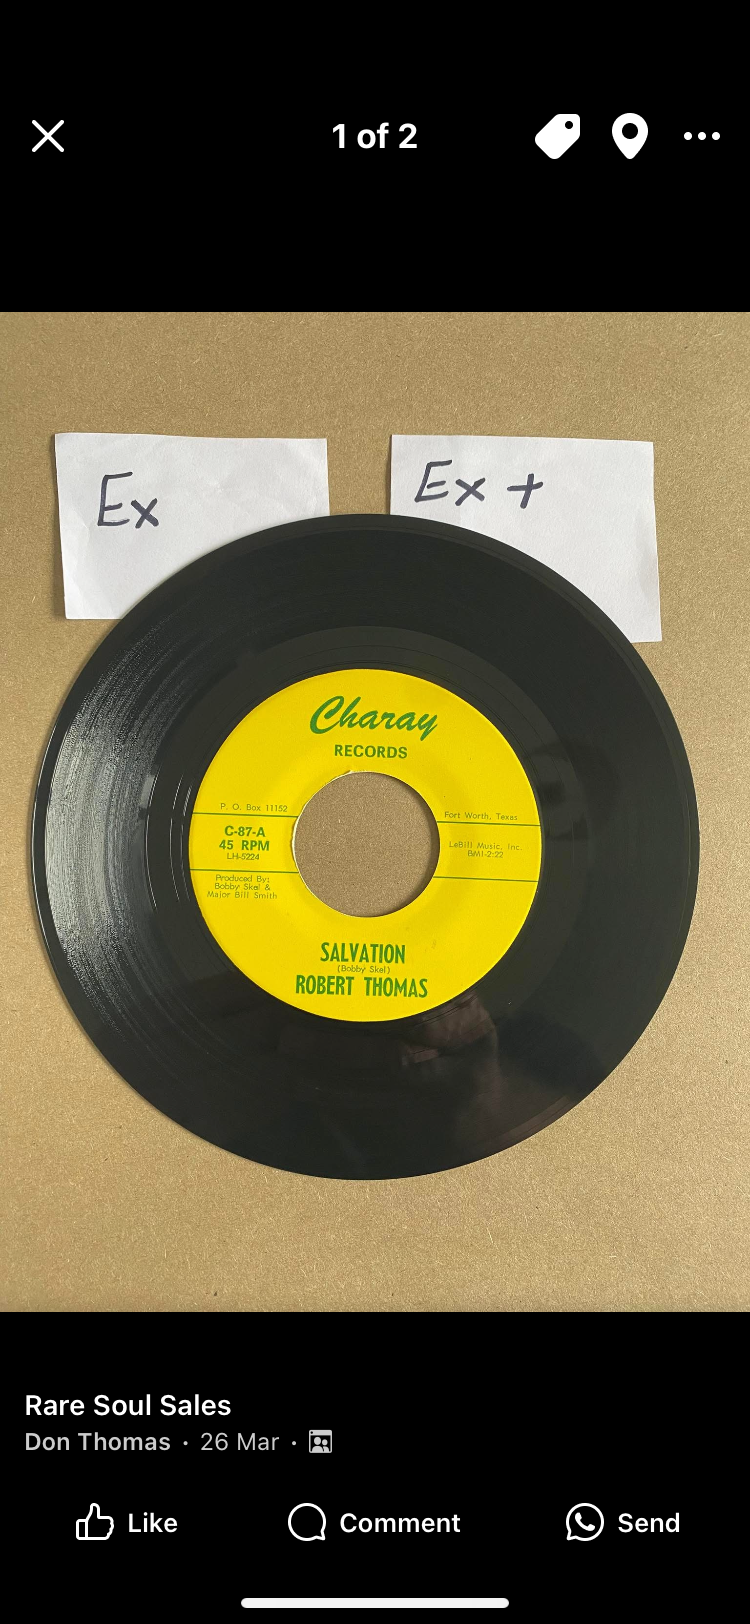 1 of 2
Ex
Ex +
Charay
RECORDS
P. O. Box 11152
Fort Worth, Texas
C-87-A
45 RPM
LH-5224
LeBill Music, Inc.
BMI-2:22
Produced By:
Bobby Skel &
Major Bill Smith
SALVATION
(Bobby Skel)
ROBERT THOMAS
Rare Soul Sales
Don Thomas · 26 Mar ·
Like
Comment
Send